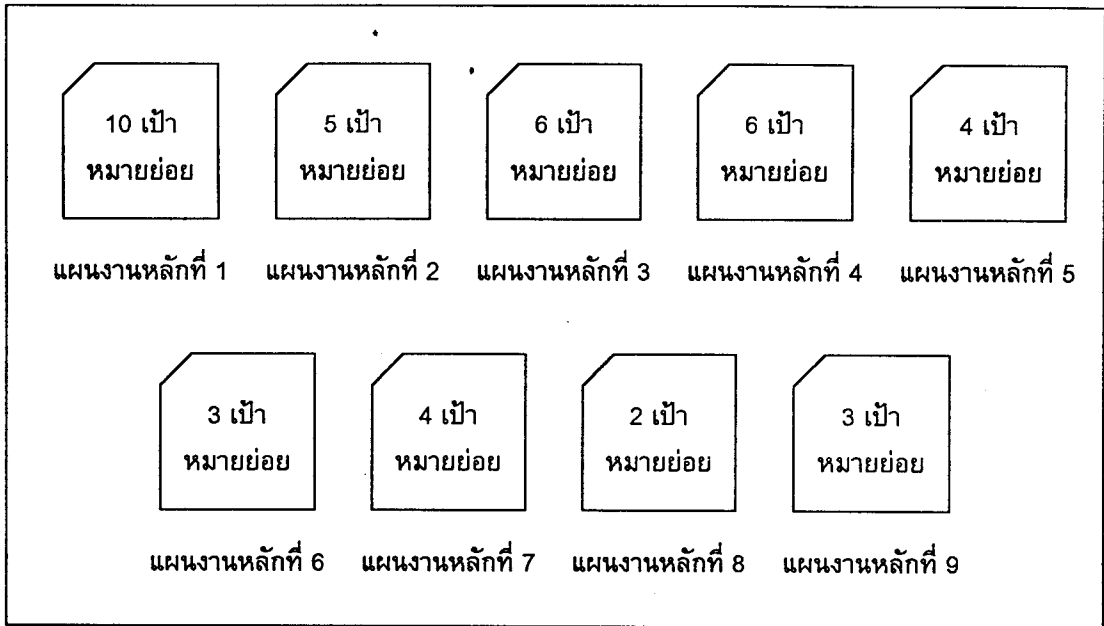 10 เป้า
หมายย่อย
5 เป้า
หมายย่อย
6 เป้า
หมายย่อย
6 เป้า
หมายย่อย
4 เป้า
หมายย่อย
แผนงานหลักที่ 1
แผนงานหลักที่ 2
แผนงานหลักที่ 3
แผนงานหลักที่ 4
แผนงานหลักที่ 5
3 เป้า
หมายย่อย
4 เป้า
หมายย่อย
2 เป้า
หมายย่อย
3 เป้า
หมายย่อย
แผนงานหลักที่ 6
แผนงานหลักที่ 7
แผนงานหลักที่ 8
แผนงานหลักที่ 9